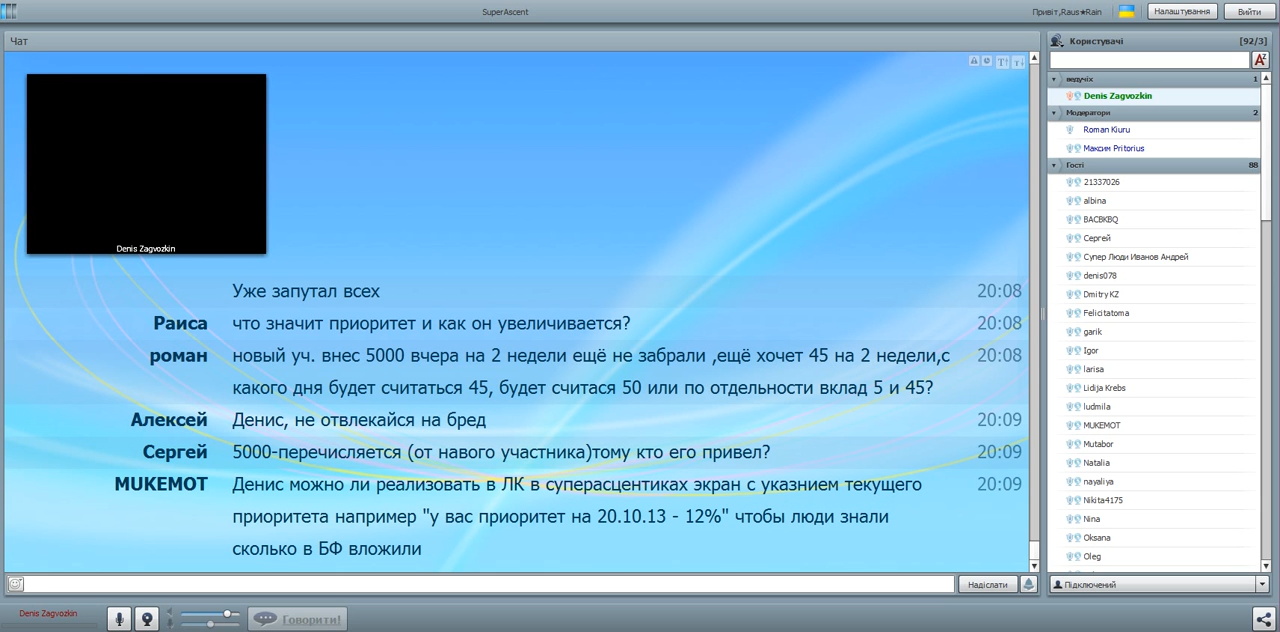 SuperAscent
Привіт,Raus★Rain
Налаштування
Вийти
Чат
Denis Zagvozkin
Уже запутал всех 20:08
Раиса что значит приоритет и как он увеличивается? 20:08
роман новый уч. внес 5000 вчера на 2 недели ещё не забрали ,ещё хочет 45 на 2 недели,с 20:08
какого дня будет считаться 45, будет считася 50 или по отдельности вклад 5 и 45?
Алексей Денис, не отвлекайся на бред 20:09
Сергей 5000-перечисляется (от навого участника)тому кто его привел? 20:09
MUKEMOT Денис можно ли реализовать в ЛК в суперасцентиках экран с указнием текущего 20:09
приоритета например "у вас приоритет на 20.10.13 - 12%" чтобы люди знали
сколько в БФ вложили
Надіслати
Denis Zagvozkin
Говорити!
Користувачі [92/3]
ведучіх 1
Denis Zagvozkin
Модератори 2
Roman Kiuru
Максим Pritorius
Гості 88
21337026
albina
BACBKBQ
Сергей
Супер Люди Иванов Андрей
denis078
Dmitry KZ
Felicitatoma
garik
Igor
larisa
Lidija Krebs
ludmila
MUKEMOT
Mutabor
Natalia
nayaliya
Nikita4175
Nina
Oksana
Oleg
Підключений